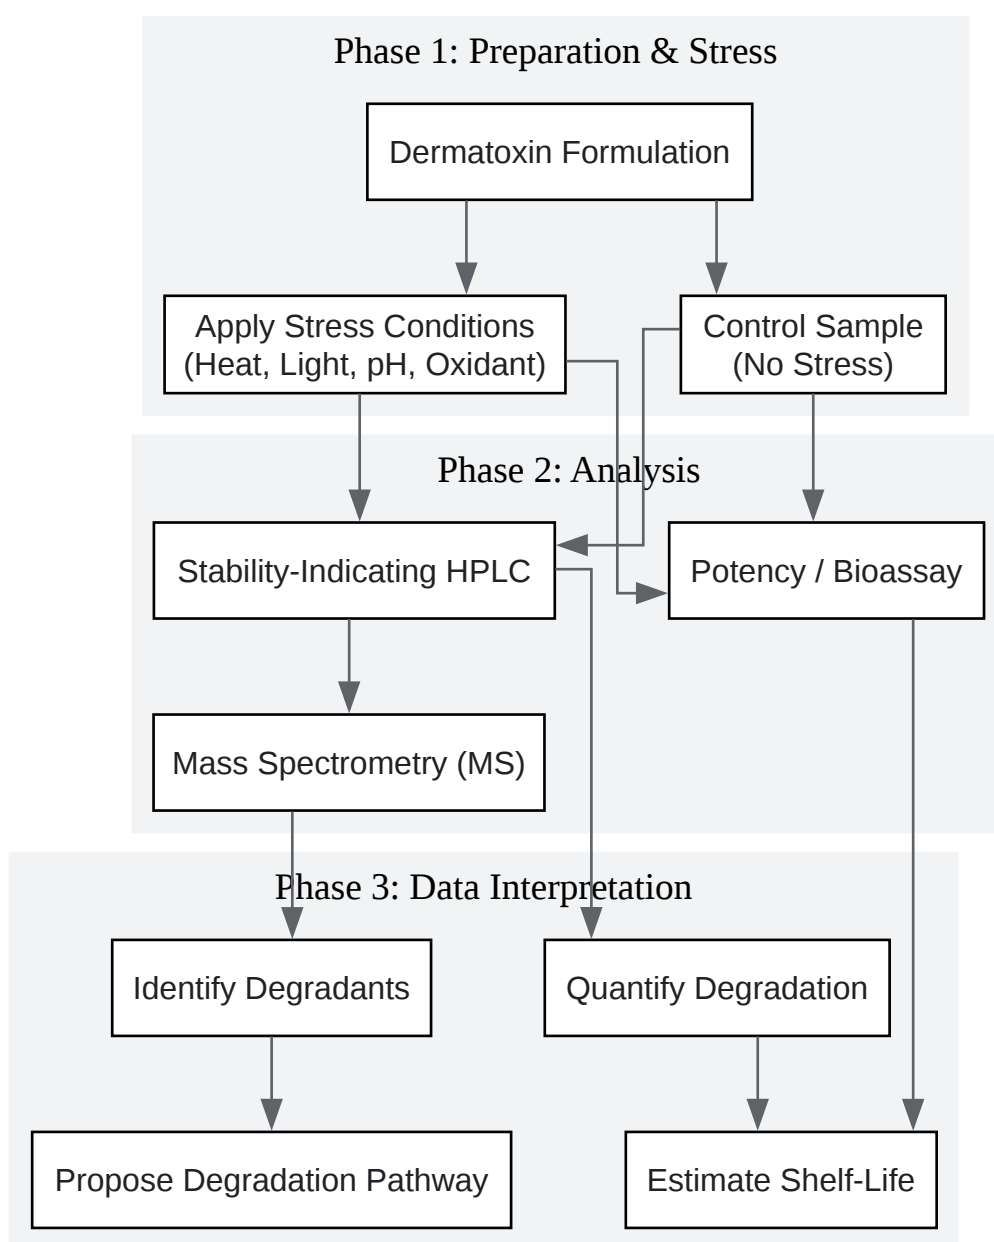 Phase 1: Preparation & Stress
Dermatoxin Formulation
Apply Stress Conditions
(Heat, Light, pH, Oxidant)
Control Sample
(No Stress)
Phase 2: Analysis
Stability-Indicating HPLC
Potency / Bioassay
Mass Spectrometry (MS)
Phase 3: Data Interpretation
Identify Degradants
Quantify Degradation
Propose Degradation Pathway
Estimate Shelf-Life